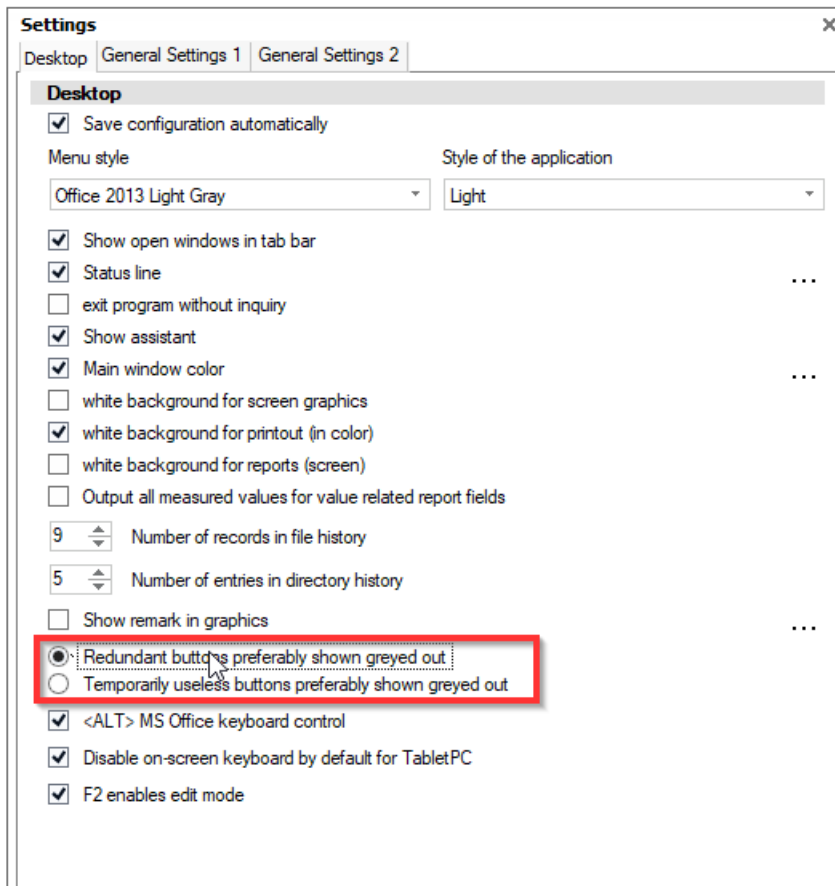 Settings
Desktop General Settings 1 General Settings 2
Desktop
Save configuration automatically
Menu style Style of the application
Office 2013 Light Gray Light
Show open windows in tab bar
Status line ...
exit program without inquiry
Show assistant
Main window color ...
white background for screen graphics
white background for printout (in color)
white background for reports (screen)
Output all measured values for value related report fields
9 Number of records in file history
5 Number of entries in directory history
Show remark in graphics ...
Redundant buttons preferably shown greyed out
Temporarily useless buttons preferably shown greyed out
<ALT> MS Office keyboard control
Disable on-screen keyboard by default for TabletPC
F2 enables edit mode